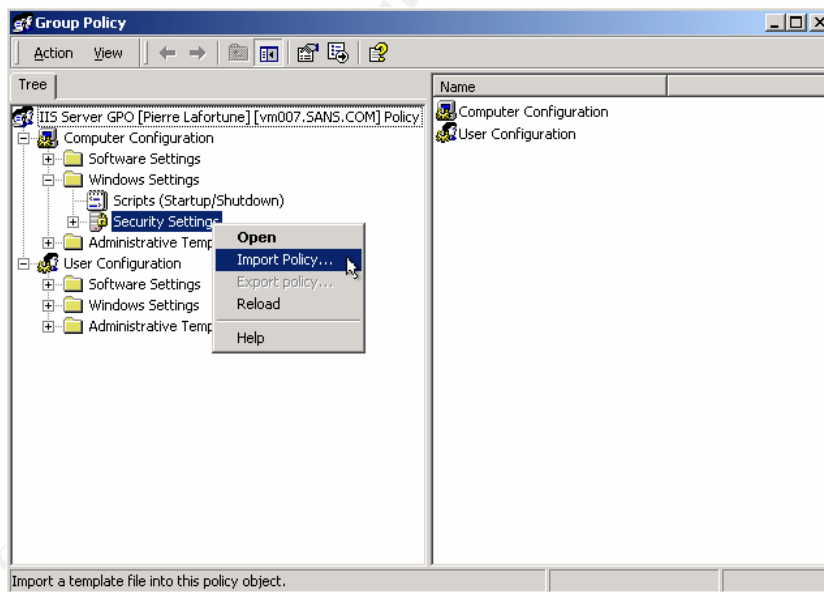 Group Policy
Action View
Tree
Name
IIS Server GPO [Pierre Lafortune] [vm007.SANS.COM] Policy
Computer Configuration
Software Settings
Windows Settings
Scripts (Startup/Shutdown)
Security Settings
Administrative Temp
User Configuration
Software Settings
Windows Settings
Administrative Temp
Open
Import Policy...
Export policy...
Reload
Help
Computer Configuration
User Configuration
Import a template file into this policy object.